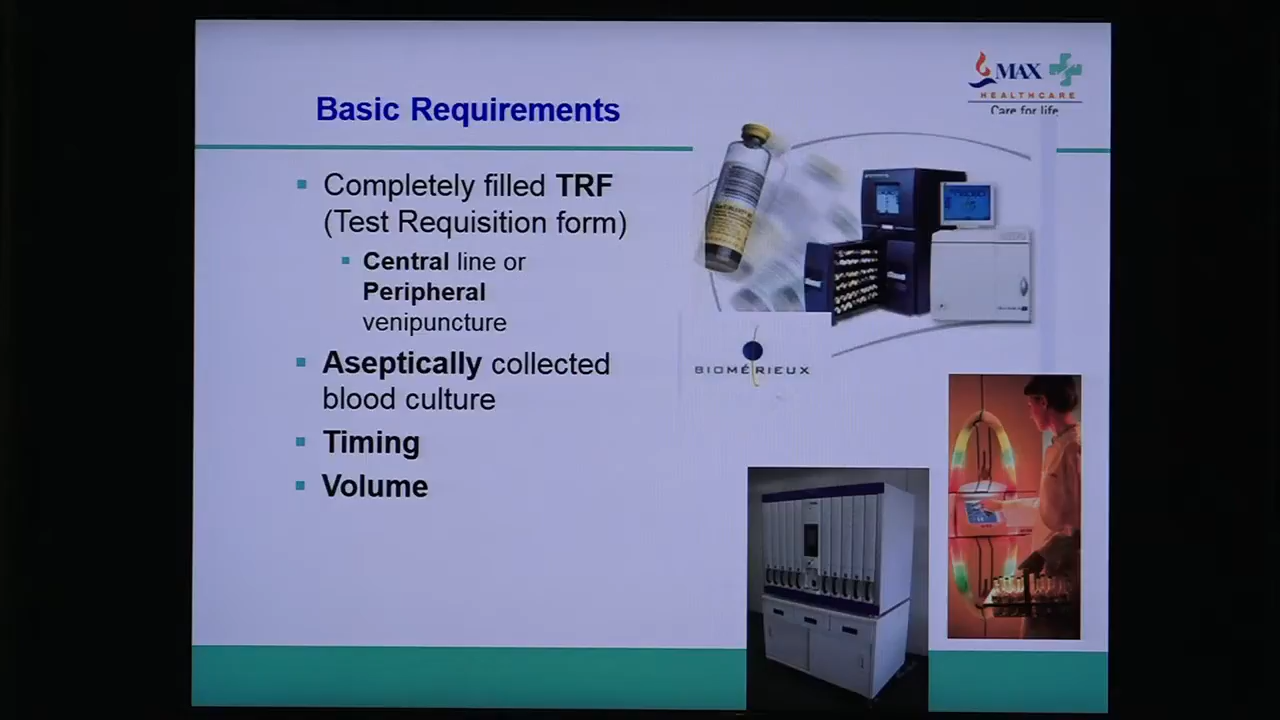 MAX
HEALTHCARE
Care for life
Basic Requirements
Completely filled TRF
(Test Requisition form)
Central line or
Peripheral
venipuncture
Aseptically collected
blood culture
Timing
Volume
BIOMÉRIEUX